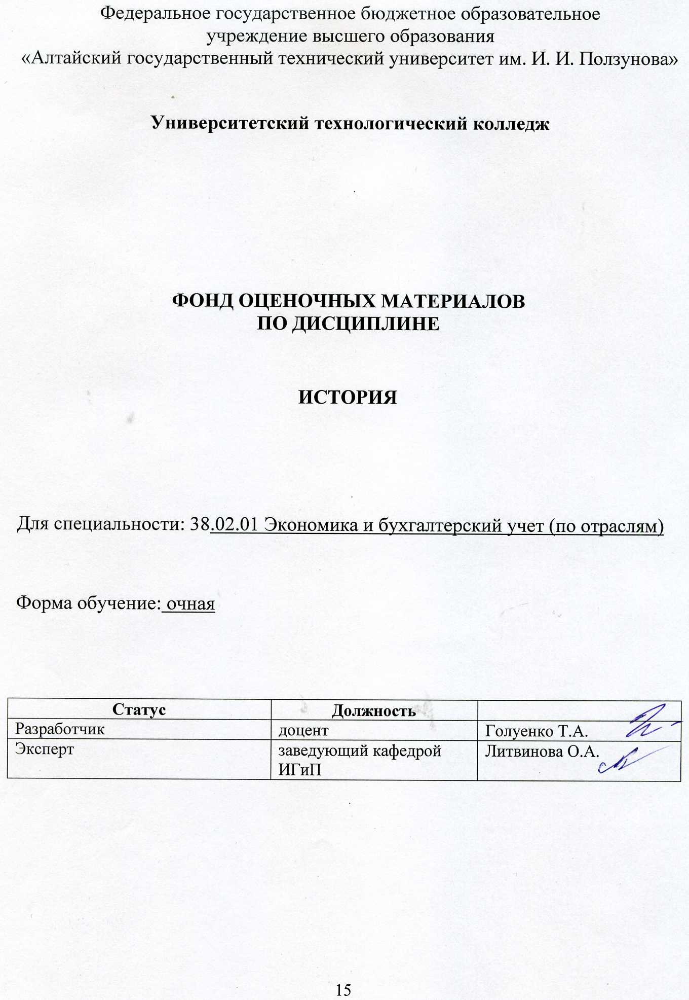 Федеральное государственное бюджетное образовательное
учреждение высшего образования
«Алтайский государственный технический университет им. И. И. Ползунова»
Университетский технологический колледж
ФОНД ОЦЕНОЧНЫХ МАТЕРИАЛОВ
ПО ДИСЦИПЛИНЕ
ИСТОРИЯ
Для специальности: 38.02.01 Экономика и бухгалтерский учет (по отраслям)
Форма обучение: очная
Статус Должность
Разработчик доцент Голуенко Т.А.
Эксперт заведующий кафедрой Литвинова О.А.
ИГиП
15